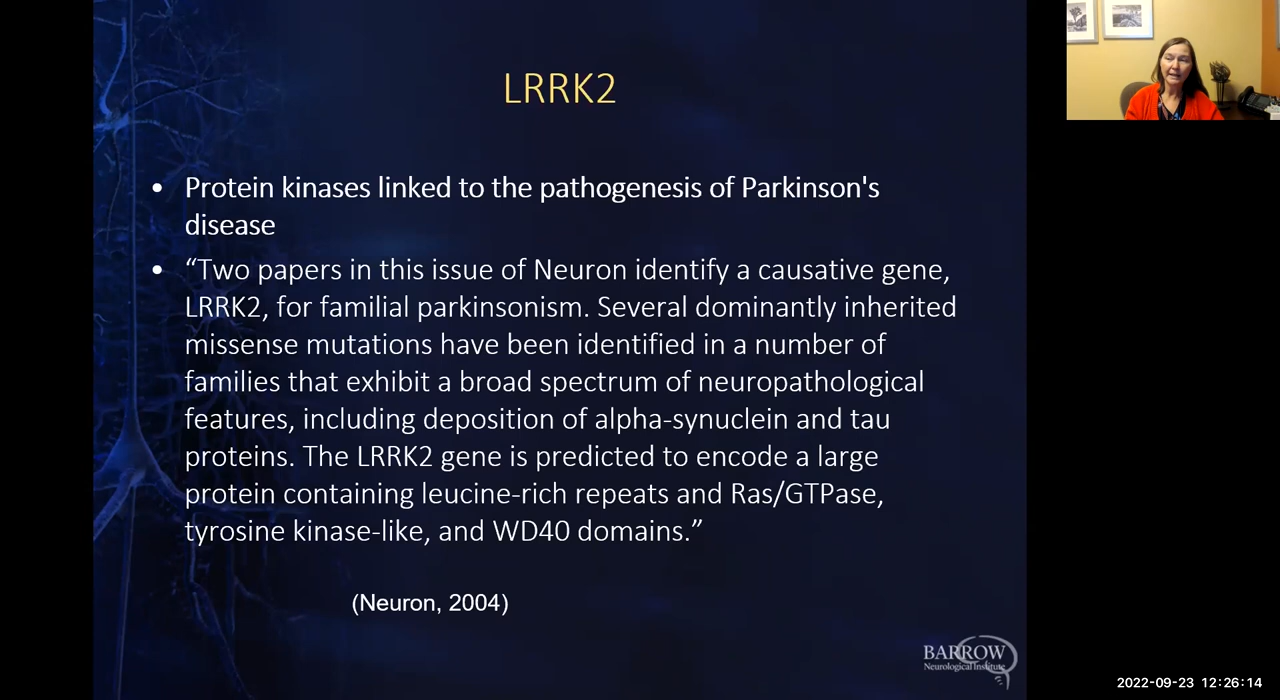 LRRK2
• Protein kinases linked to the pathogenesis of Parkinson's
disease
• “Two papers in this issue of Neuron identify a causative gene,
LRRK2, for familial parkinsonism. Several dominantly inherited
missense mutations have been identified in a number of
families that exhibit a broad spectrum of neuropathological
features, including deposition of alpha-synuclein and tau
proteins. The LRRK2 gene is predicted to encode a large
protein containing leucine-rich repeats and Ras/GTPase,
tyrosine kinase-like, and WD40 domains.”
(Neuron, 2004)
BARROW
Neurological Institute
2022-09-23 12:26:14